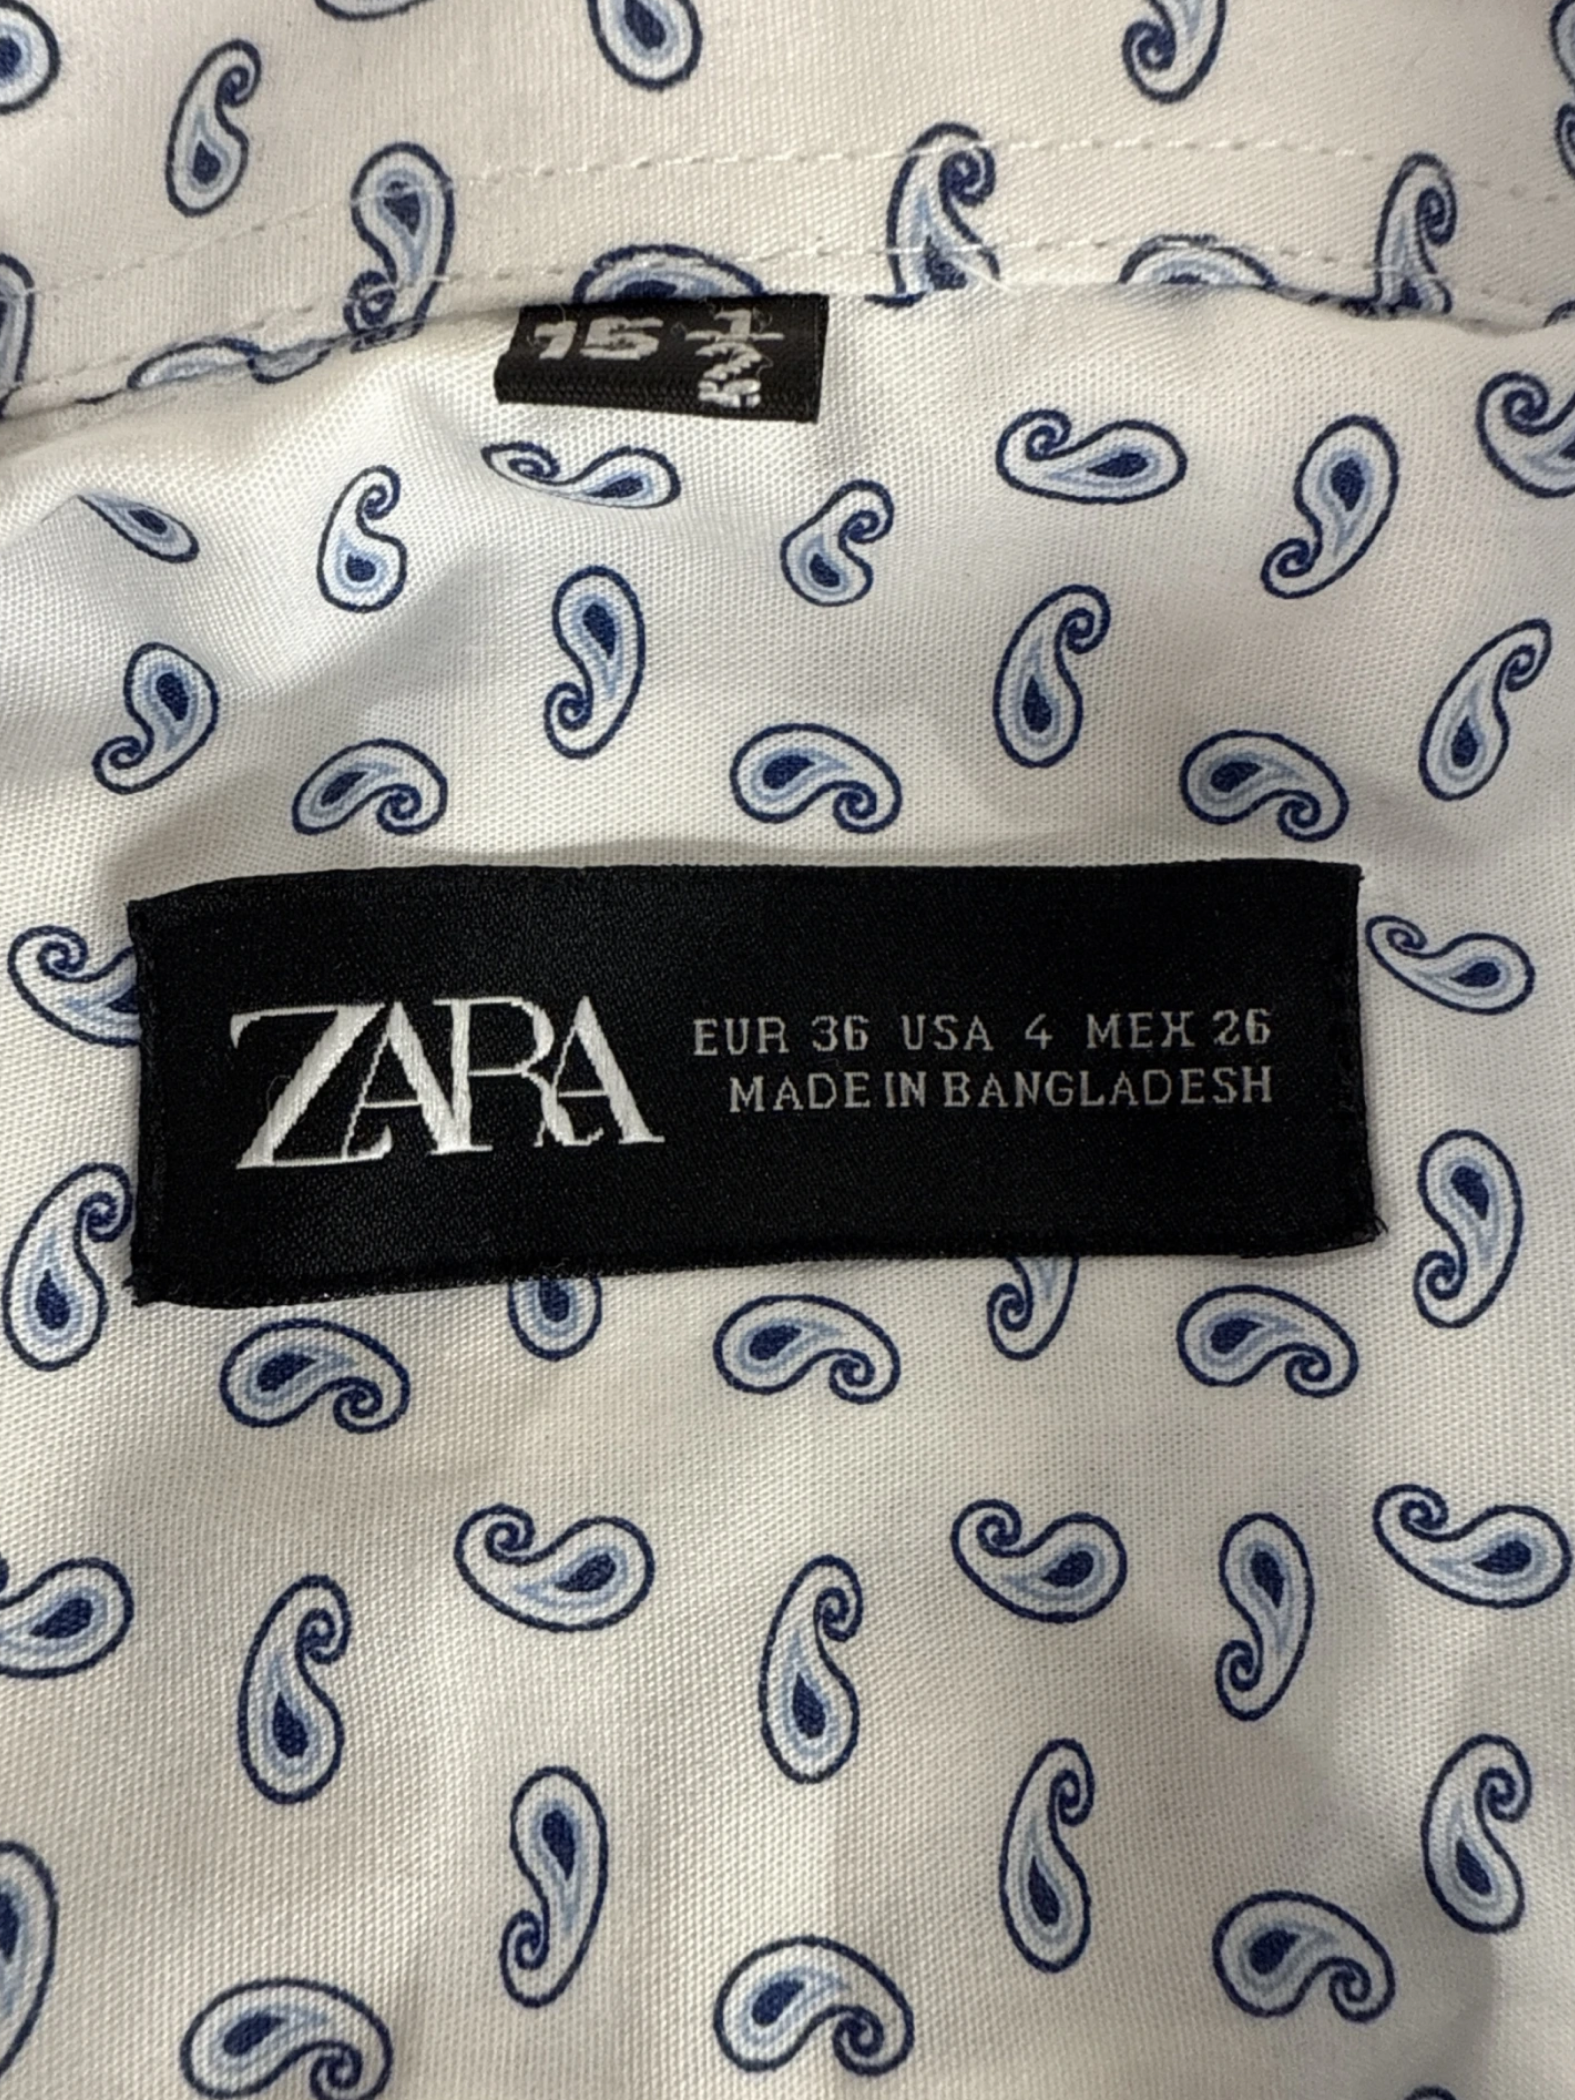 15 ½
ZARA
EUR 36 USA 4 MEX 26
MADE IN BANGLADESH